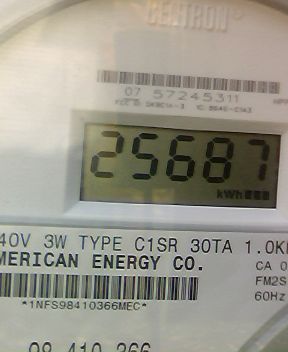 CENTRON®
07 57245311
25687
kWh
40V 3W TYPE C1SR 30TA 1.0K
MERICAN ENERGY CO.
CA 0
FM2S
60Hz
*1NFS98410366MEC*
98 410 366